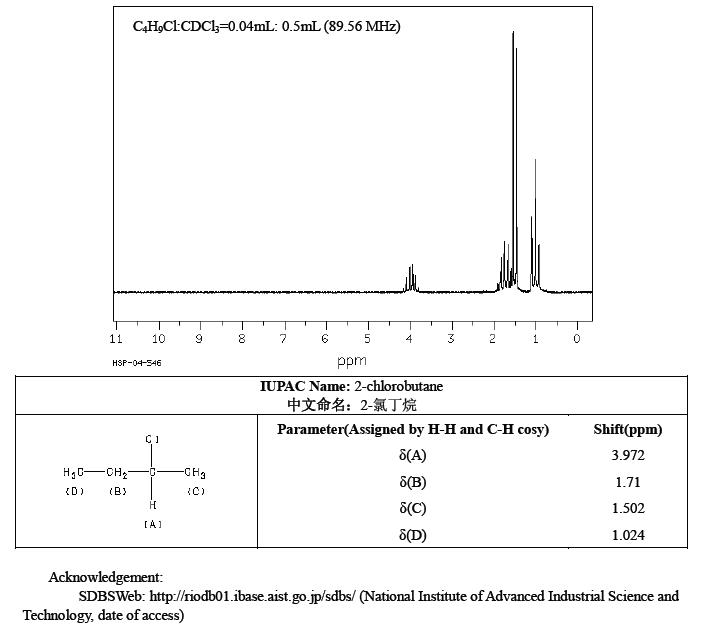 C₄H₉Cl:CDCl₃=0.04mL: 0.5mL (89.56 MHz)
11 10 9 8 7 6 5 4 3 2 1 0
HSP-04-546
ppm
IUPAC Name: 2-chlorobutane
中文命名：2-氯丁烷
Parameter(Assigned by H-H and C-H cosy) Shift(ppm)
Cl
H₃C—CH₂—C—CH₃
(D) (B) (C)
H
(A)
δ(A) 3.972
δ(B) 1.71
δ(C) 1.502
δ(D) 1.024
Acknowledgement:
SDBSWeb: http://riodb01.ibase.aist.go.jp/sdbs/ (National Institute of Advanced Industrial Science and
Technology, date of access)